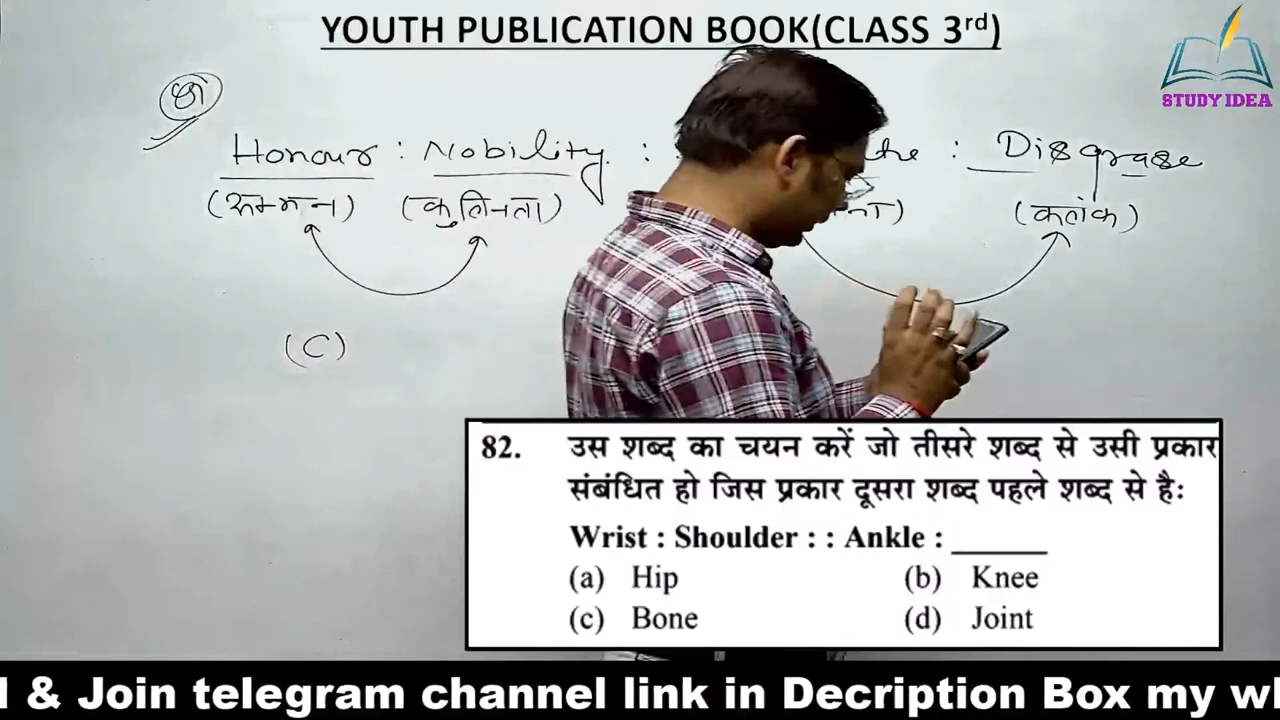 YOUTH PUBLICATION BOOK(CLASS 3rd)
STUDY IDEA
Honour : Nobility : : Disgrase
(सम्मान) (कुलिनता) (कलंक)
(C)
82. उस शब्द का चयन करें जो तीसरे शब्द से उसी प्रकार
संबंधित हो जिस प्रकार दूसरा शब्द पहले शब्द से है:
Wrist : Shoulder : : Ankle : ______
(a) Hip (b) Knee
(c) Bone (d) Joint
& Join telegram channel link in Decription Box my